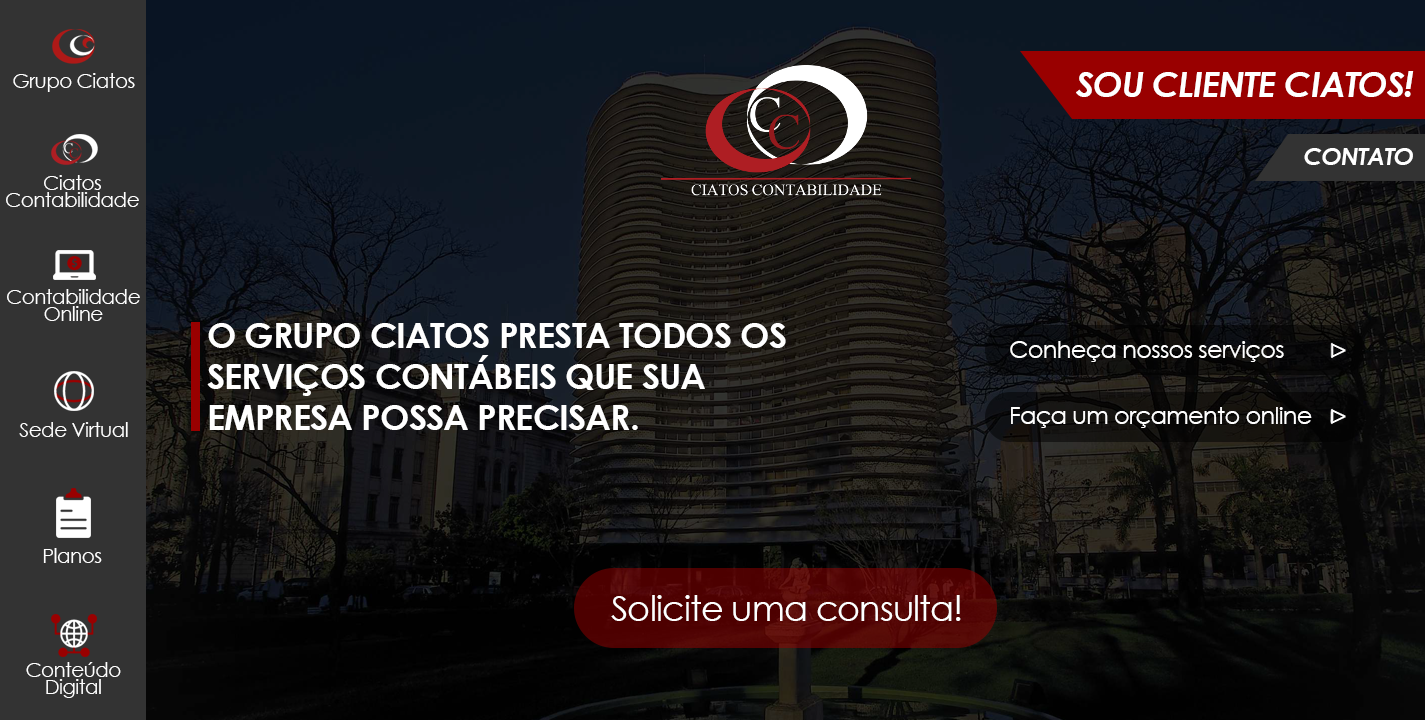 Grupo Ciatos
Ciatos
Contabilidade
Contabilidade
Online
Sede Virtual
Planos
Conteúdo
Digital
CC
CIATOS CONTABILIDADE
SOU CLIENTE CIATOS!
CONTATO
O GRUPO CIATOS PRESTA TODOS OS
SERVIÇOS CONTÁBEIS QUE SUA
EMPRESA POSSA PRECISAR.
Conheça nossos serviços
Faça um orçamento online
Solicite uma consulta!